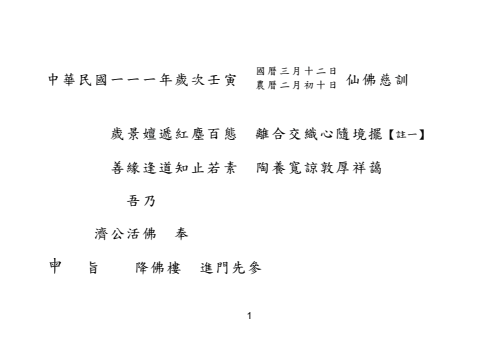 中華民國一一一年歲次壬寅 國曆三月十二日 仙佛慈訓
農曆二月初十日
歲景嬗遞紅塵百態 離合交織心隨境擺【註一】
善緣逢道知止若素 陶養寬諒敦厚祥藹
吾乃
濟公活佛 奉
申 旨 降佛樓 進門先參
1